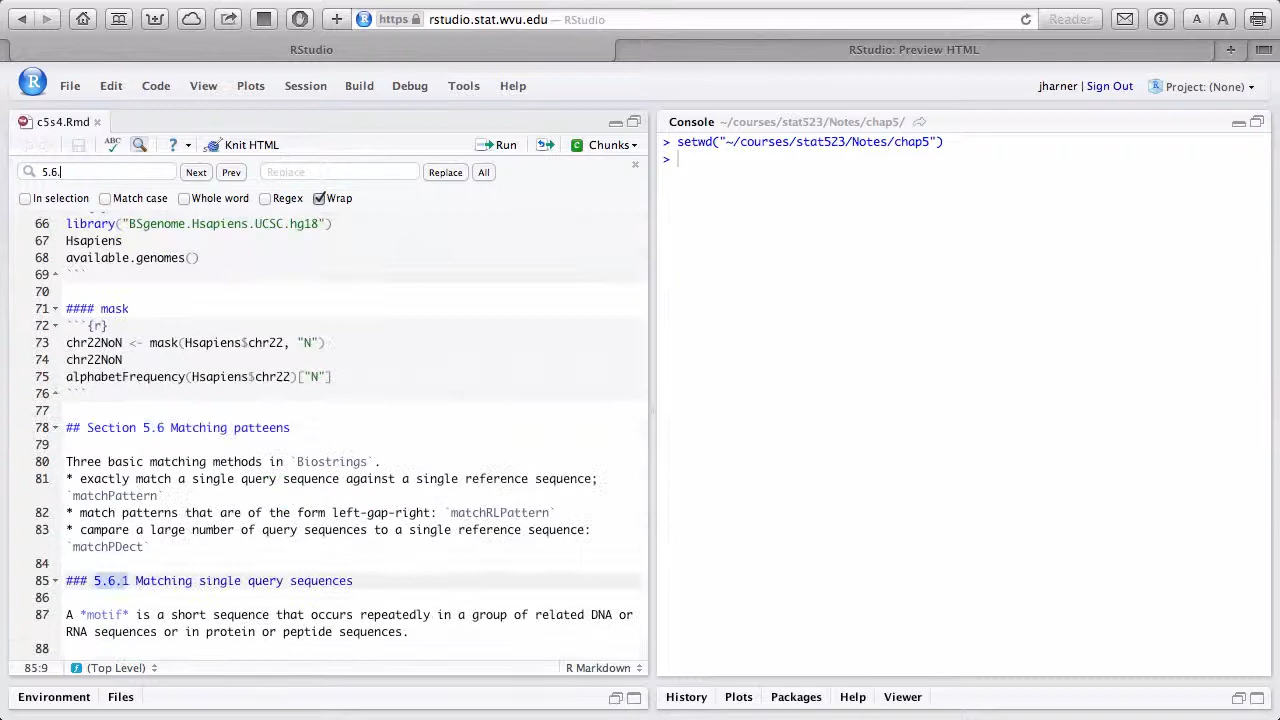 https rstudio.stat.wvu.edu — RStudio Reader A A
RStudio RStudio: Preview HTML
R File Edit Code View Plots Session Build Debug Tools Help jharner | Sign Out Project: (None)
c5s4.Rmd
ABC ? Knit HTML Run Chunks
5.6. Next Prev Replace Replace All
In selection Match case Whole word Regex Wrap
66 library("BSgenome.Hsapiens.UCSC.hg18")
67 Hsapiens
68 available.genomes()
69 ```
70
71 #### mask
72 ```{r}
73 chr22NoN <- mask(Hsapiens$chr22, "N")
74 chr22NoN
75 alphabetFrequency(Hsapiens$chr22)["N"]
76 ```
77
78 ## Section 5.6 Matching patteens
79
80 Three basic matching methods in `Biostrings`.
81 * exactly match a single query sequence against a single reference sequence;
`matchPattern`
82 * match patterns that are of the form left-gap-right: `matchRLPattern`
83 * campare a large number of query sequences to a single reference sequence:
`matchPDect`
84
85 ### 5.6.1 Matching single query sequences
86
87 A *motif* is a short sequence that occurs repeatedly in a group of related DNA or
RNA sequences or in protein or peptide sequences.
88
85:9 (Top Level) R Markdown
Environment Files
Console ~/courses/stat523/Notes/chap5/
> setwd("~/courses/stat523/Notes/chap5")
>
History Plots Packages Help Viewer